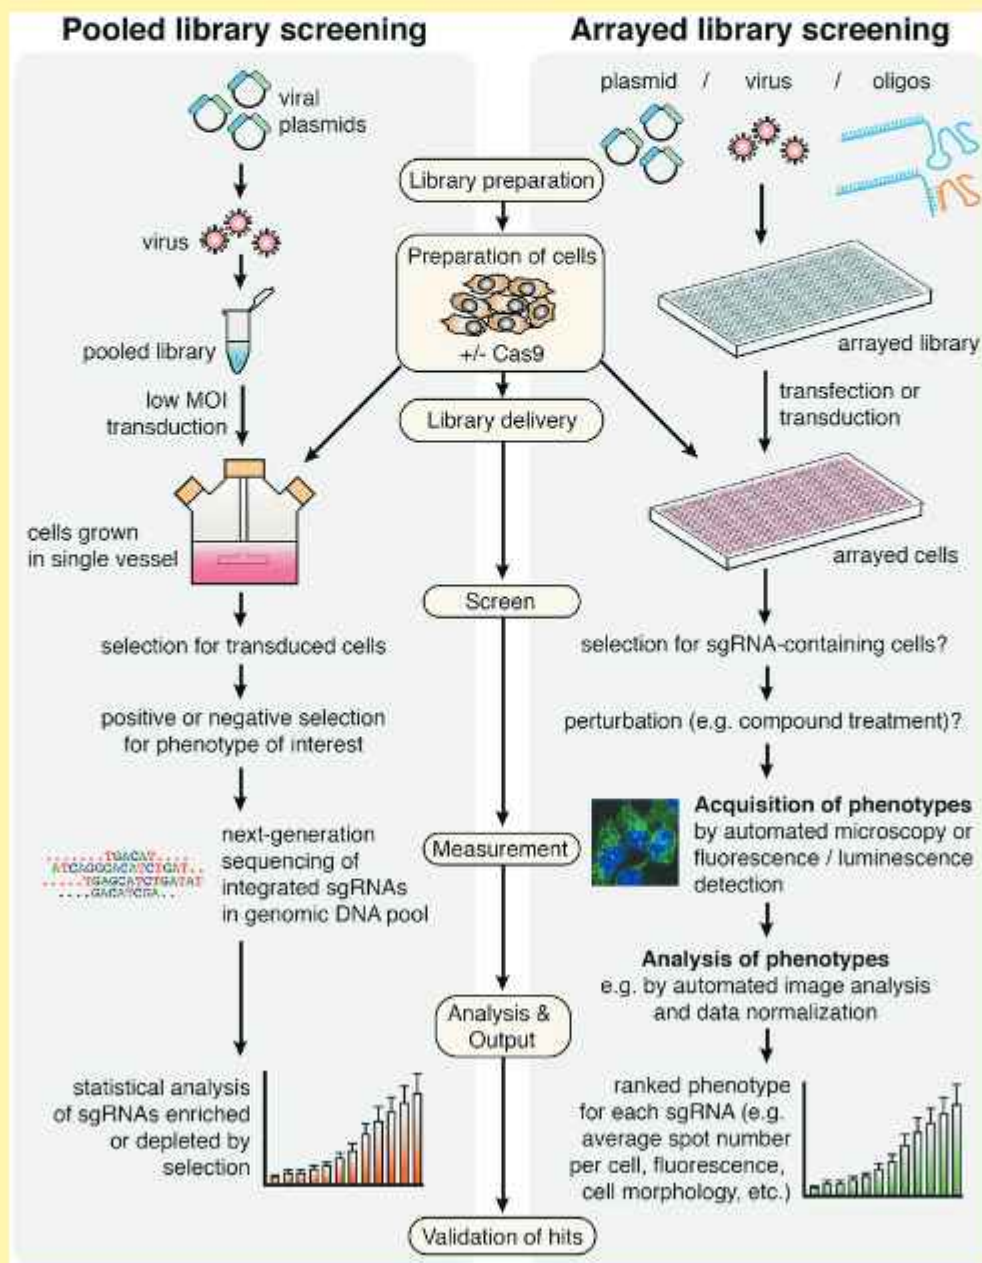 Pooled library screening
viral
plasmids
virus
pooled library
low MOI
transduction
cells grown
in single vessel
selection for transduced cells
positive or negative selection
for phenotype of interest
.......TGACAT.....
ATCAGGGACATCTGAT..
.....TGAGCATCTGATAT
....GACATCGA...
next-generation
sequencing of
integrated sgRNAs
in genomic DNA pool
statistical analysis
of sgRNAs enriched
or depleted by
selection
Library preparation
Preparation of cells
+/- Cas9
Library delivery
Screen
Measurement
Analysis &
Output
Validation of hits
Arrayed library screening
plasmid / virus / oligos
arrayed library
transfection or
transduction
arrayed cells
selection for sgRNA-containing cells?
perturbation (e.g. compound treatment)?
Acquisition of phenotypes
by automated microscopy or
fluorescence / luminescence
detection
Analysis of phenotypes
e.g. by automated image analysis
and data normalization
ranked phenotype
for each sgRNA (e.g.
average spot number
per cell, fluorescence,
cell morphology, etc.)